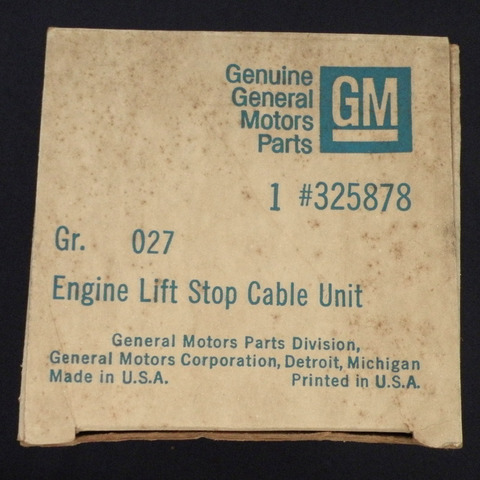 Genuine
General
Motors
Parts
GM
1 #325878
Gr. 027
Engine Lift Stop Cable Unit
General Motors Parts Division,
General Motors Corporation, Detroit, Michigan
Made in U.S.A. Printed in U.S.A.